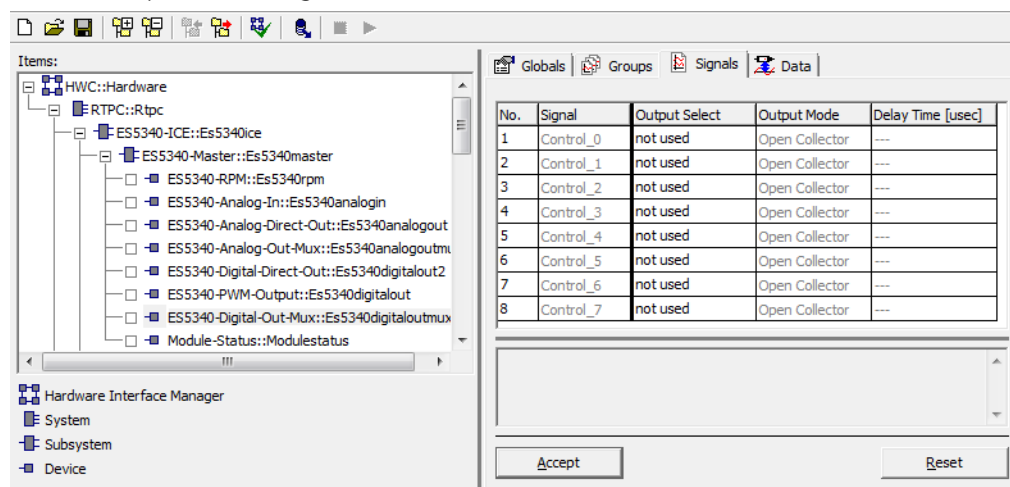 Items:
HWC::Hardware
RTPC::Rtpc
ES5340-ICE::Es5340ice
ES5340-Master::Es5340master
ES5340-RPM::Es5340rpm
ES5340-Analog-In::Es5340analogin
ES5340-Analog-Direct-Out::Es5340analogout
ES5340-Analog-Out-Mux::Es5340analogoutmu
ES5340-Digital-Direct-Out::Es5340digitalout2
ES5340-PWM-Output::Es5340digitalout
ES5340-Digital-Out-Mux::Es5340digitaloutmux
Module-Status::Modulestatus
Hardware Interface Manager
System
Subsystem
Device
Globals Groups Signals Data
No. Signal Output Select Output Mode Delay Time [usec]
1 Control_0 not used Open Collector ---
2 Control_1 not used Open Collector ---
3 Control_2 not used Open Collector ---
4 Control_3 not used Open Collector ---
5 Control_4 not used Open Collector ---
6 Control_5 not used Open Collector ---
7 Control_6 not used Open Collector ---
8 Control_7 not used Open Collector ---
Accept Reset